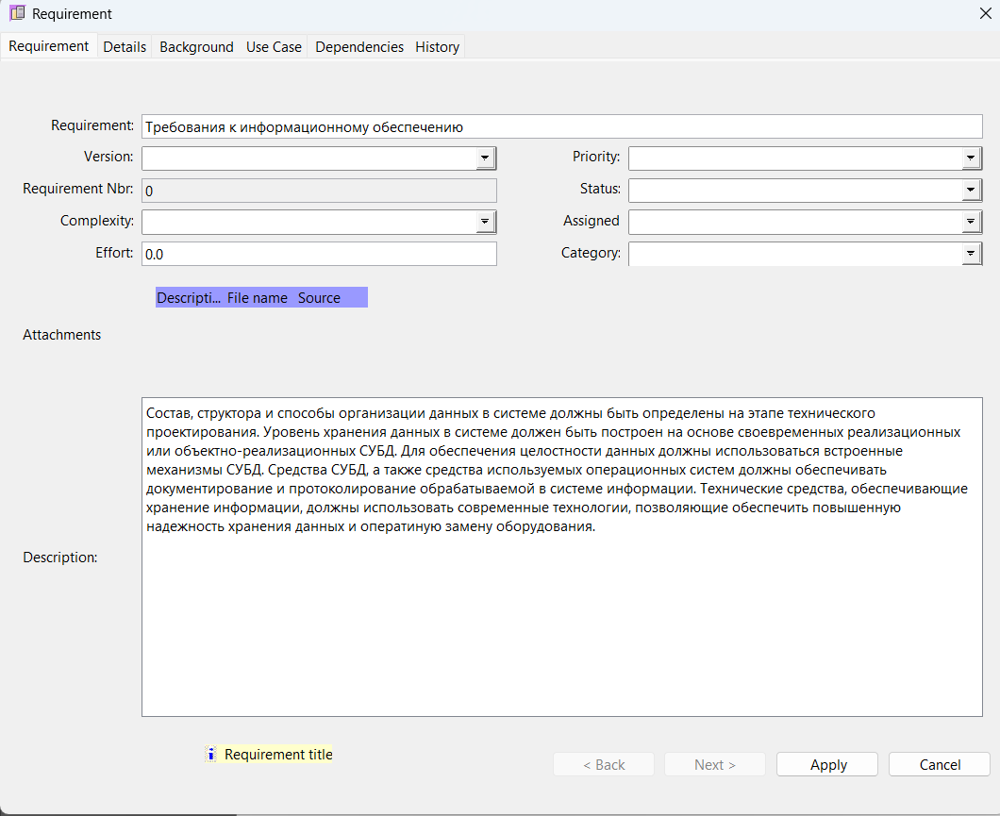 Requirement
Requirement Details Background Use Case Dependencies History
Requirement: Требования к информационному обеспечению
Version: Priority:
Requirement Nbr: 0 Status:
Complexity: Assigned
Effort: 0.0 Category:
Descripti... File name Source
Attachments
Состав, структора и способы организации данных в системе должны быть определены на этапе технического
проектирования. Уровень хранения данных в системе должен быть построен на основе своевременных реализационных
или объектно-реализационных СУБД. Для обеспечения целостности данных должны использоваться встроенные
механизмы СУБД. Средства СУБД, а также средства используемых операционных систем должны обеспечивать
документирование и протоколирование обрабатываемой в системе информации. Технические средства, обеспечивающие
хранение информации, должны использовать современные технологии, позволяющие обеспечить повышенную
надежность хранения данных и оператиную замену оборудования.
Description:
Requirement title
< Back Next > Apply Cancel